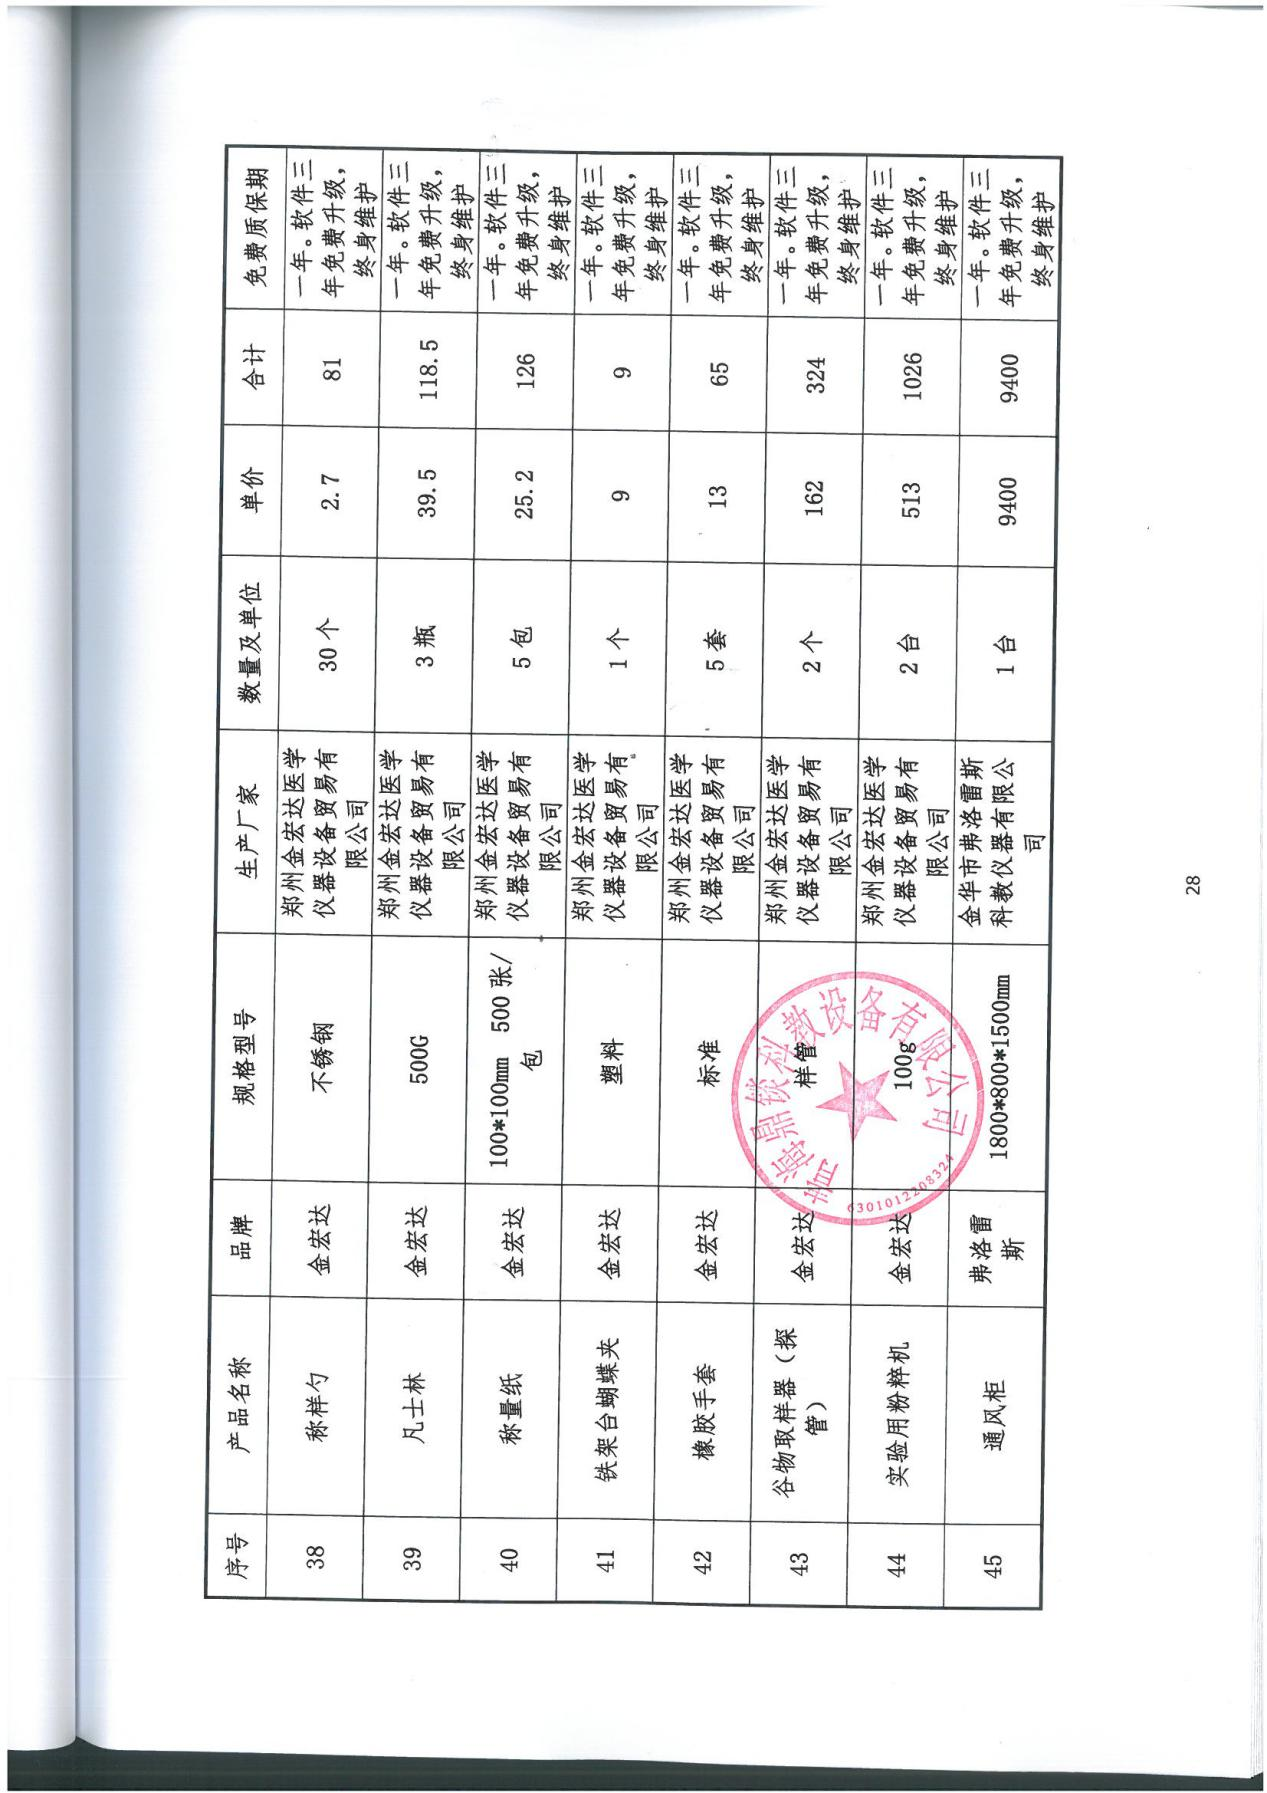 序号 产品名称 品牌 规格型号 生产厂家 数量及单位 单价 合计 免费质保期
38 称样勺 金宏达 不锈钢 郑州金宏达医学仪器设备贸易有限公司 30个 2.7 81 一年。软件三年免费升级，终身维护
39 凡士林 金宏达 500G 郑州金宏达医学仪器设备贸易有限公司 3瓶 39.5 118.5 一年。软件三年免费升级，终身维护
40 称量纸 金宏达 100*100mm 500张/包 郑州金宏达医学仪器设备贸易有限公司 5包 25.2 126 一年。软件三年免费升级，终身维护
41 铁架台蝴蝶夹 金宏达 塑料 郑州金宏达医学仪器设备贸易有限公司 1个 9 9 一年。软件三年免费升级，终身维护
42 橡胶手套 金宏达 标准 郑州金宏达医学仪器设备贸易有限公司 5套 13 65 一年。软件三年免费升级，终身维护
43 谷物取样器（探管） 金宏达 样管 郑州金宏达医学仪器设备贸易有限公司 2个 162 324 一年。软件三年免费升级，终身维护
44 实验用粉粹机 金宏达 100g 郑州金宏达医学仪器设备贸易有限公司 2台 513 1026 一年。软件三年免费升级，终身维护
45 通风柜 弗洛雷斯 1800*800*1500mm 金华市弗洛雷斯科教仪器有限公司 1台 9400 9400 一年。软件三年免费升级，终身维护
青海鼎锬科教设备有限公司
6301012208324
28